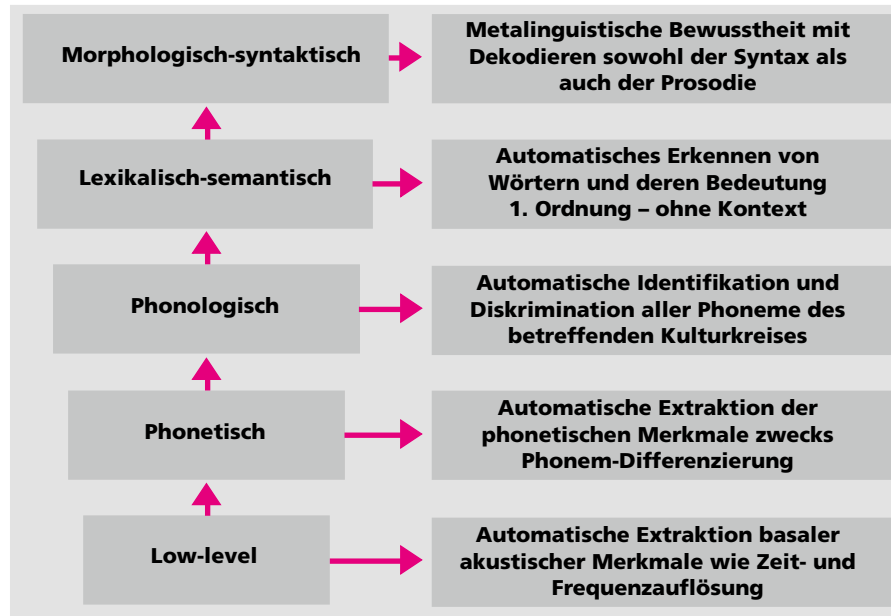 Morphologisch-syntaktisch
Metalinguistische Bewusstheit mit
Dekodieren sowohl der Syntax als
auch der Prosodie
Lexikalisch-semantisch
Automatisches Erkennen von
Wörtern und deren Bedeutung
1. Ordnung – ohne Kontext
Phonologisch
Automatische Identifikation und
Diskrimination aller Phoneme des
betreffenden Kulturkreises
Phonetisch
Automatische Extraktion der
phonetischen Merkmale zwecks
Phonem-Differenzierung
Low-level
Automatische Extraktion basaler
akustischer Merkmale wie Zeit- und
Frequenzauflösung